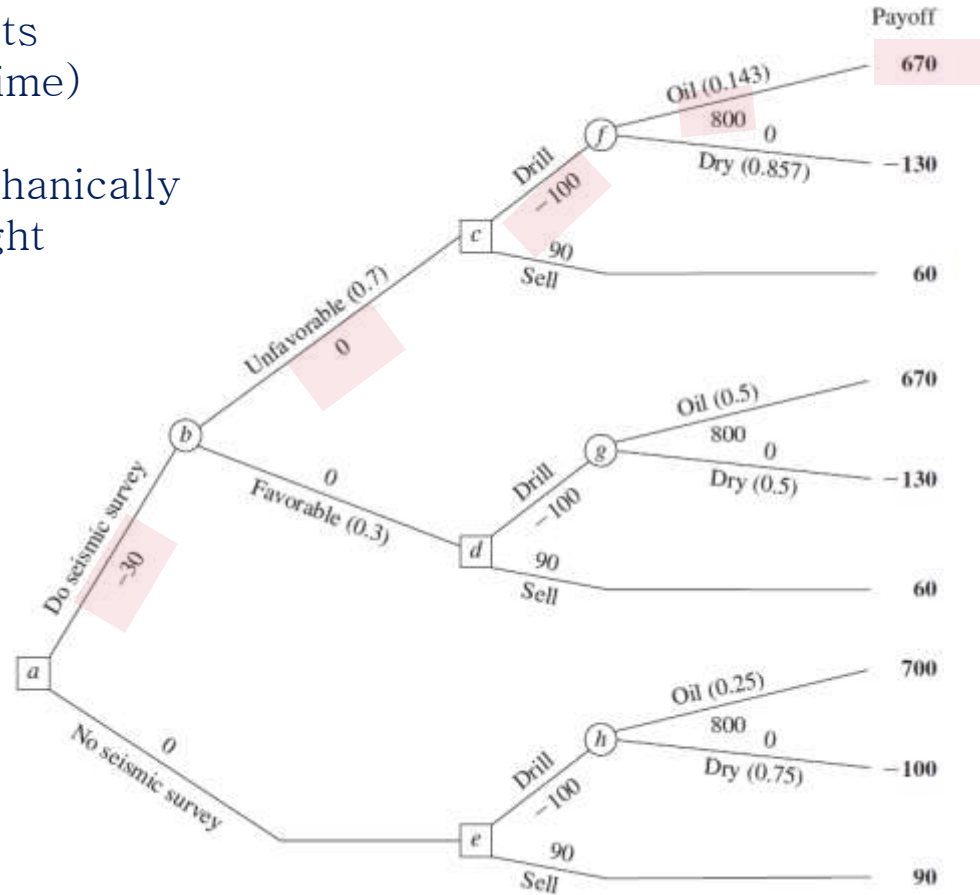 ts
ime)
hanically
ght
Payoff
Oil (0.143)
670
800
0
f
Drill
Dry (0.857)
−130
−100
c
90
Sell
60
Unfavorable (0.7)
0
670
Oil (0.5)
800
0
b
g
Drill
Dry (0.5)
−130
0
Favorable (0.3)
−100
d
90
Sell
60
Do seismic survey
−30
a
700
Oil (0.25)
800
0
0
No seismic survey
h
Drill
Dry (0.75)
−100
−100
e
90
Sell
90